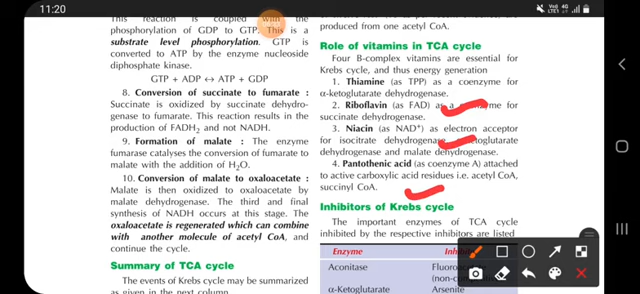 11:20
Vo)) LTE1
This reaction is coupled with the
phosphorylation of GDP to GTP. This is a
substrate level phosphorylation. GTP is
converted to ATP by the enzyme nucleoside
diphosphate kinase.
GTP + ADP ↔ ATP + GDP
8. Conversion of succinate to fumarate :
Succinate is oxidized by succinate dehydro-
genase to fumarate. This reaction results in
the production of FADH2 and not NADH.
9. Formation of malate : The enzyme
fumarase catalyses the conversion of fumarate to
malate with the addition of H2O.
10. Conversion of malate to oxaloacetate :
Malate is then oxidized to oxaloacetate by
malate dehydrogenase. The third and final
synthesis of NADH occurs at this stage. The
oxaloacetate is regenerated which can combine
with another molecule of acetyl CoA, and
continue the cycle.
Summary of TCA cycle
The events of Krebs cycle may be summarized
as given in the next column
produced from one acetyl CoA.
Role of vitamins in TCA cycle
Four B-complex vitamins are essential for
Krebs cycle, and thus energy generation
1. Thiamine (as TPP) as a coenzyme for
α-ketoglutarate dehydrogenase.
2. Riboflavin (as FAD) as a coenzyme for
succinate dehydrogenase.
3. Niacin (as NAD+) as electron acceptor
for isocitrate dehydrogenase, α-ketoglutarate
dehydrogenase and malate dehydrogenase.
4. Pantothenic acid (as coenzyme A) attached
to active carboxylic acid residues i.e. acetyl CoA,
succinyl CoA.
Inhibitors of Krebs cycle
The important enzymes of TCA cycle
inhibited by the respective inhibitors are listed
Enzyme
Aconitase
(non-co
α-Ketoglutarate Arsenite